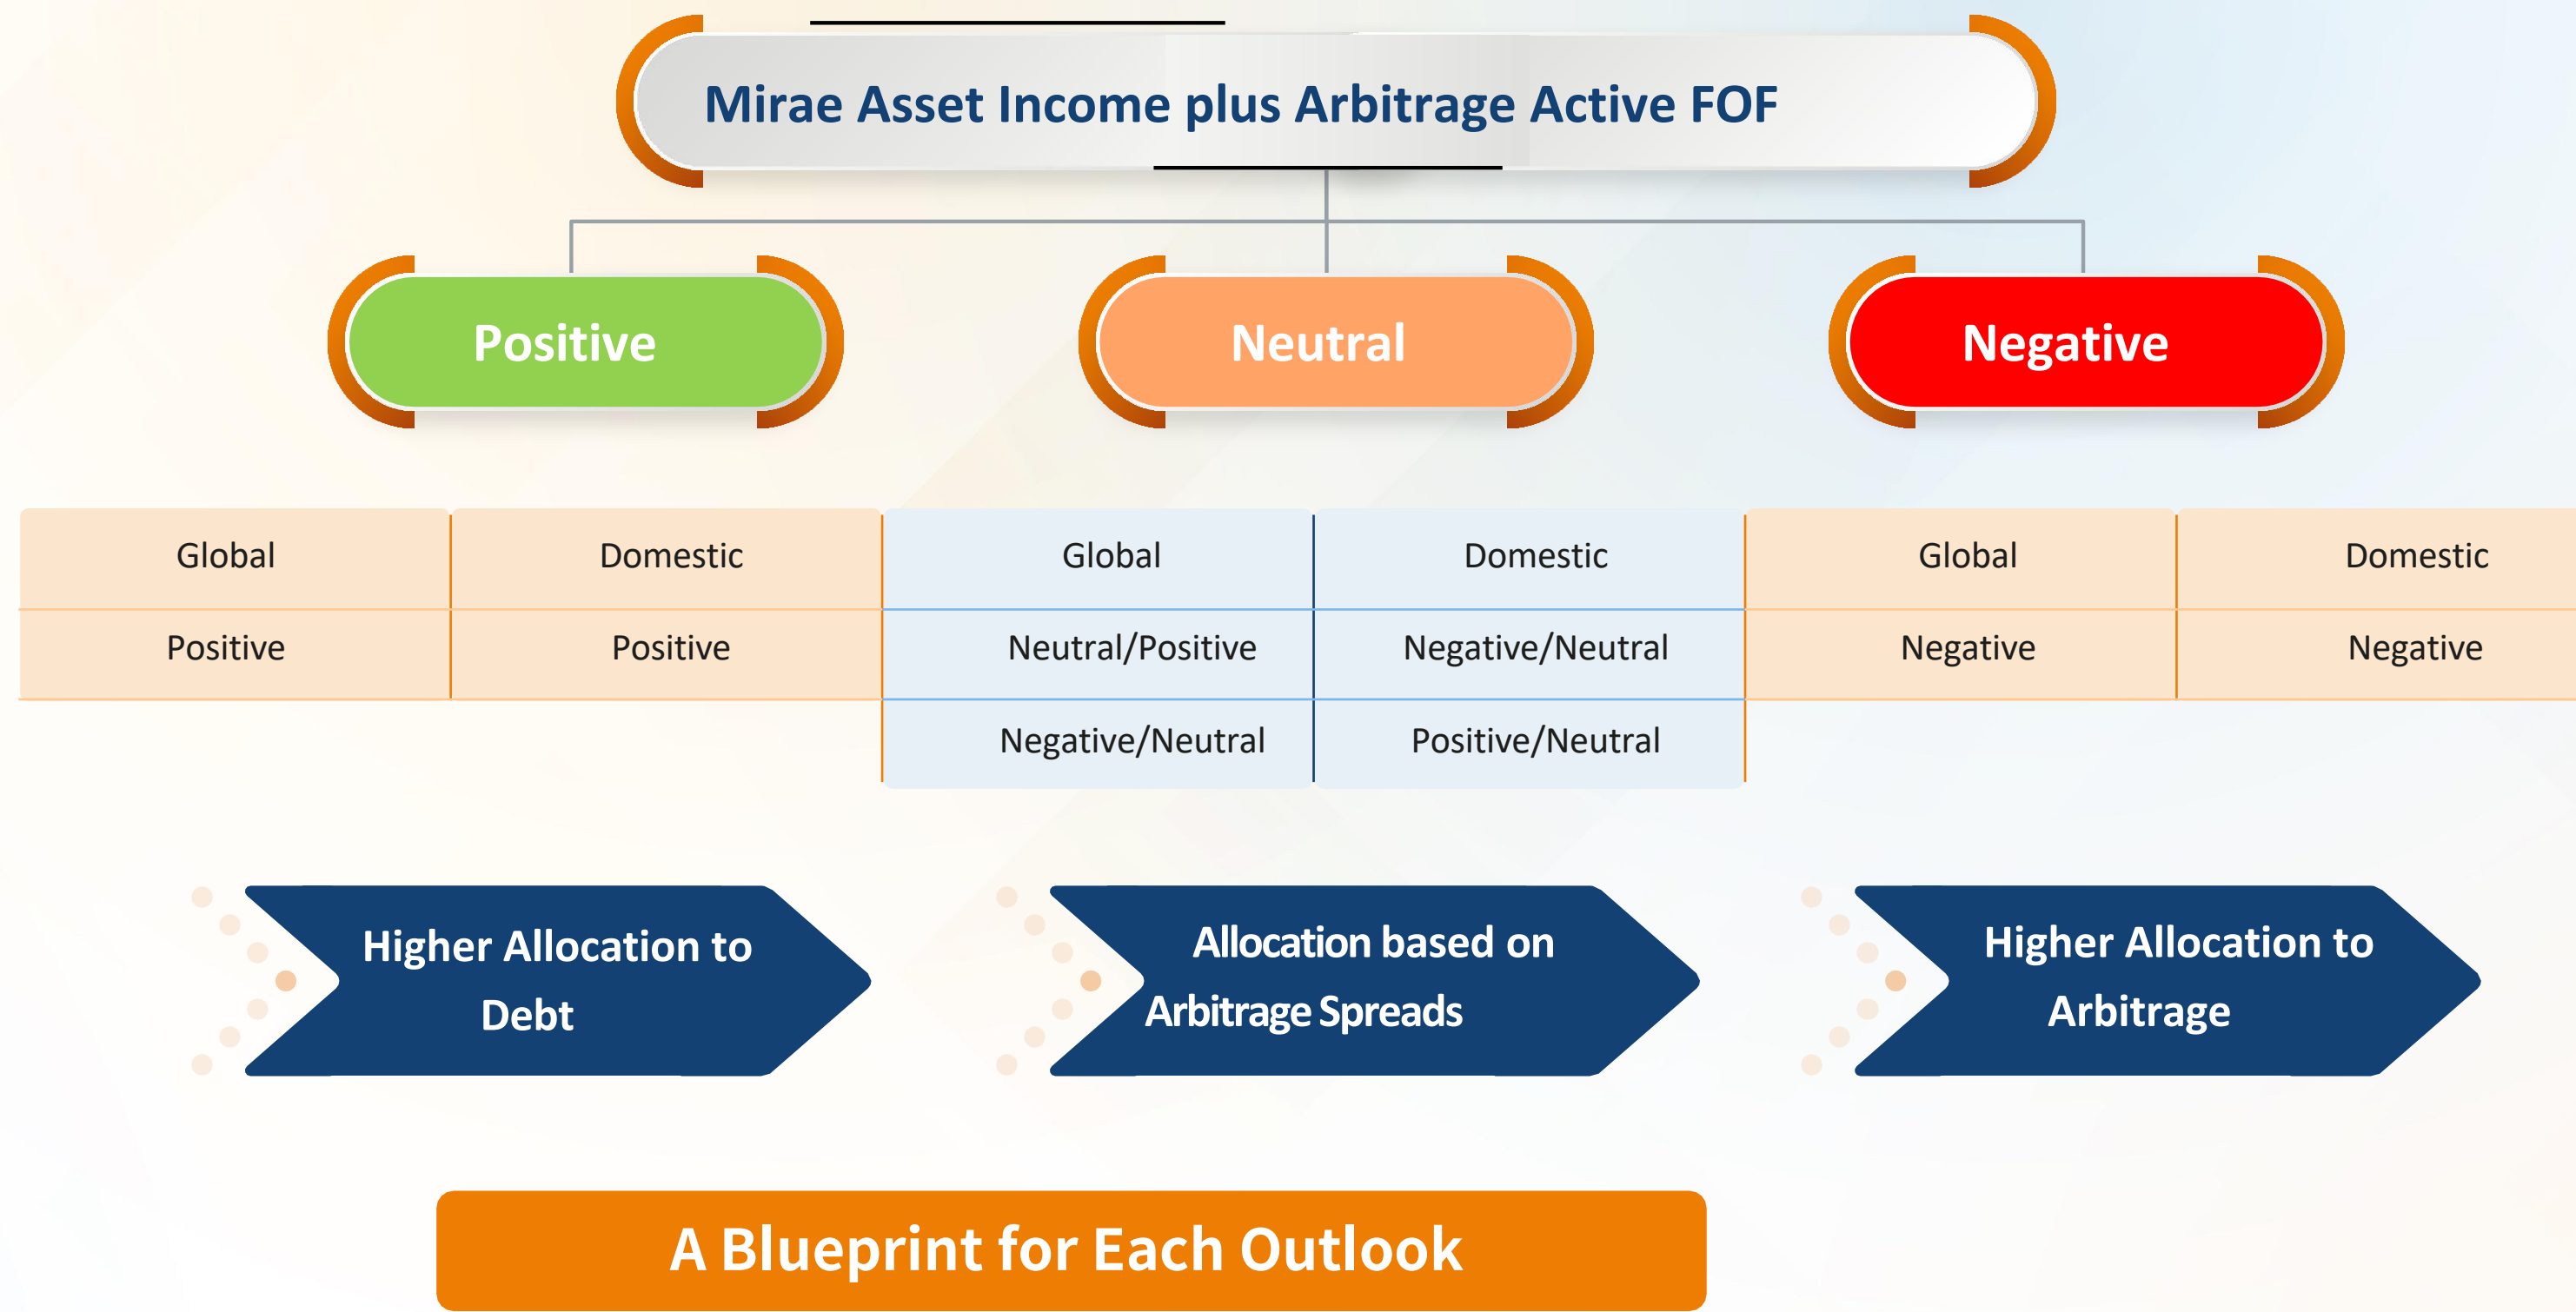 Mirae Asset Income plus Arbitrage Active FOF
Positive
Neutral
Negative
Global
Domestic
Global
Domestic
Global
Domestic
Positive
Positive
Neutral/Positive
Negative/Neutral
Negative
Negative
Negative/Neutral
Positive/Neutral
Higher Allocation to
Debt
Allocation based on
Arbitrage Spreads
Higher Allocation to
Arbitrage
A Blueprint for Each Outlook